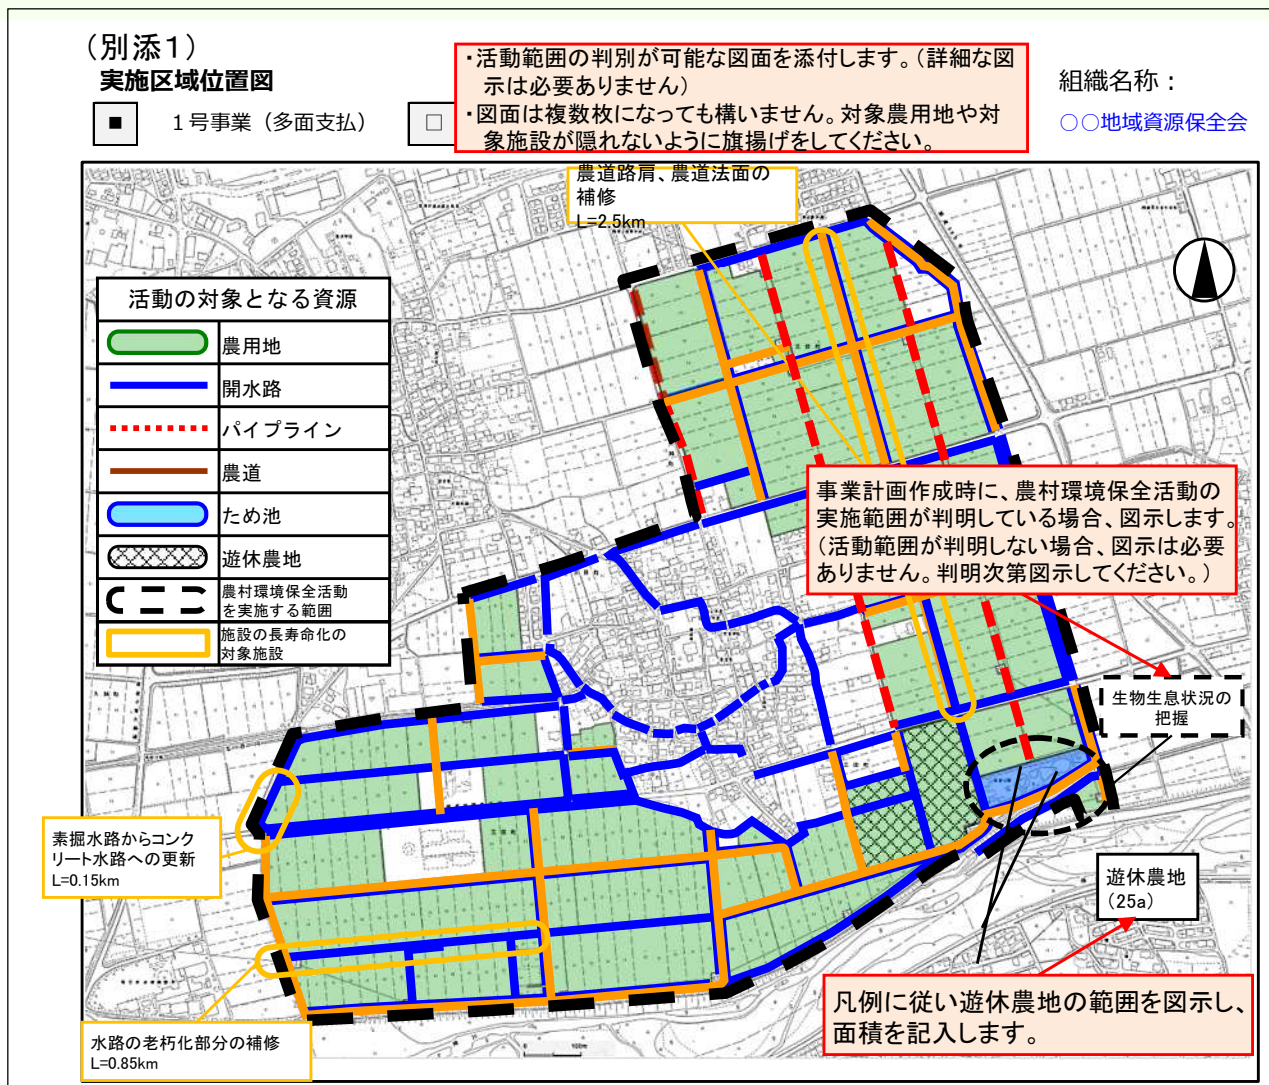 （別添１）
実施区域位置図
■
１号事業（多面支払）
□
・活動範囲の判別が可能な図面を添付します。（詳細な図
示は必要ありません）
・図面は複数枚になっても構いません。対象農用地や対
象施設が隠れないように旗揚げをしてください。
組織名称：
○○地域資源保全会
農道路肩、農道法面の
補修
L=2.5km
活動の対象となる資源
農用地
開水路
パイプライン
農道
ため池
遊休農地
農村環境保全活動
を実施する範囲
施設の長寿命化の
対象施設
事業計画作成時に、農村環境保全活動の
実施範囲が判明している場合、図示します。
（活動範囲が判明しない場合、図示は必要
ありません。判明次第図示してください。）
生物生息状況の
把握
素掘水路からコンク
リート水路への更新
L=0.15km
遊休農地
（25a）
凡例に従い遊休農地の範囲を図示し、
面積を記入します。
水路の老朽化部分の補修
L=0.85km
0 100m